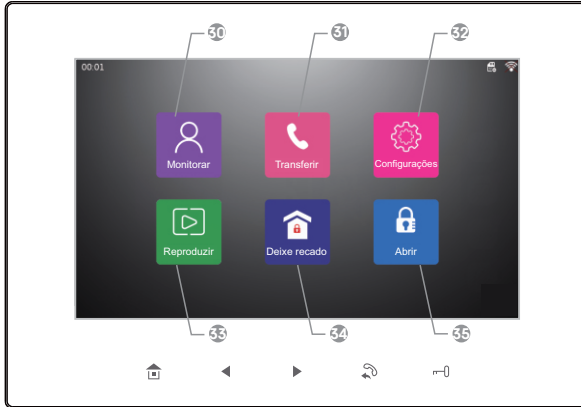 30 31 32
00:01
Monitorar Transferir Configurações
Reproduzir Deixe recado Abrir
33 34 35